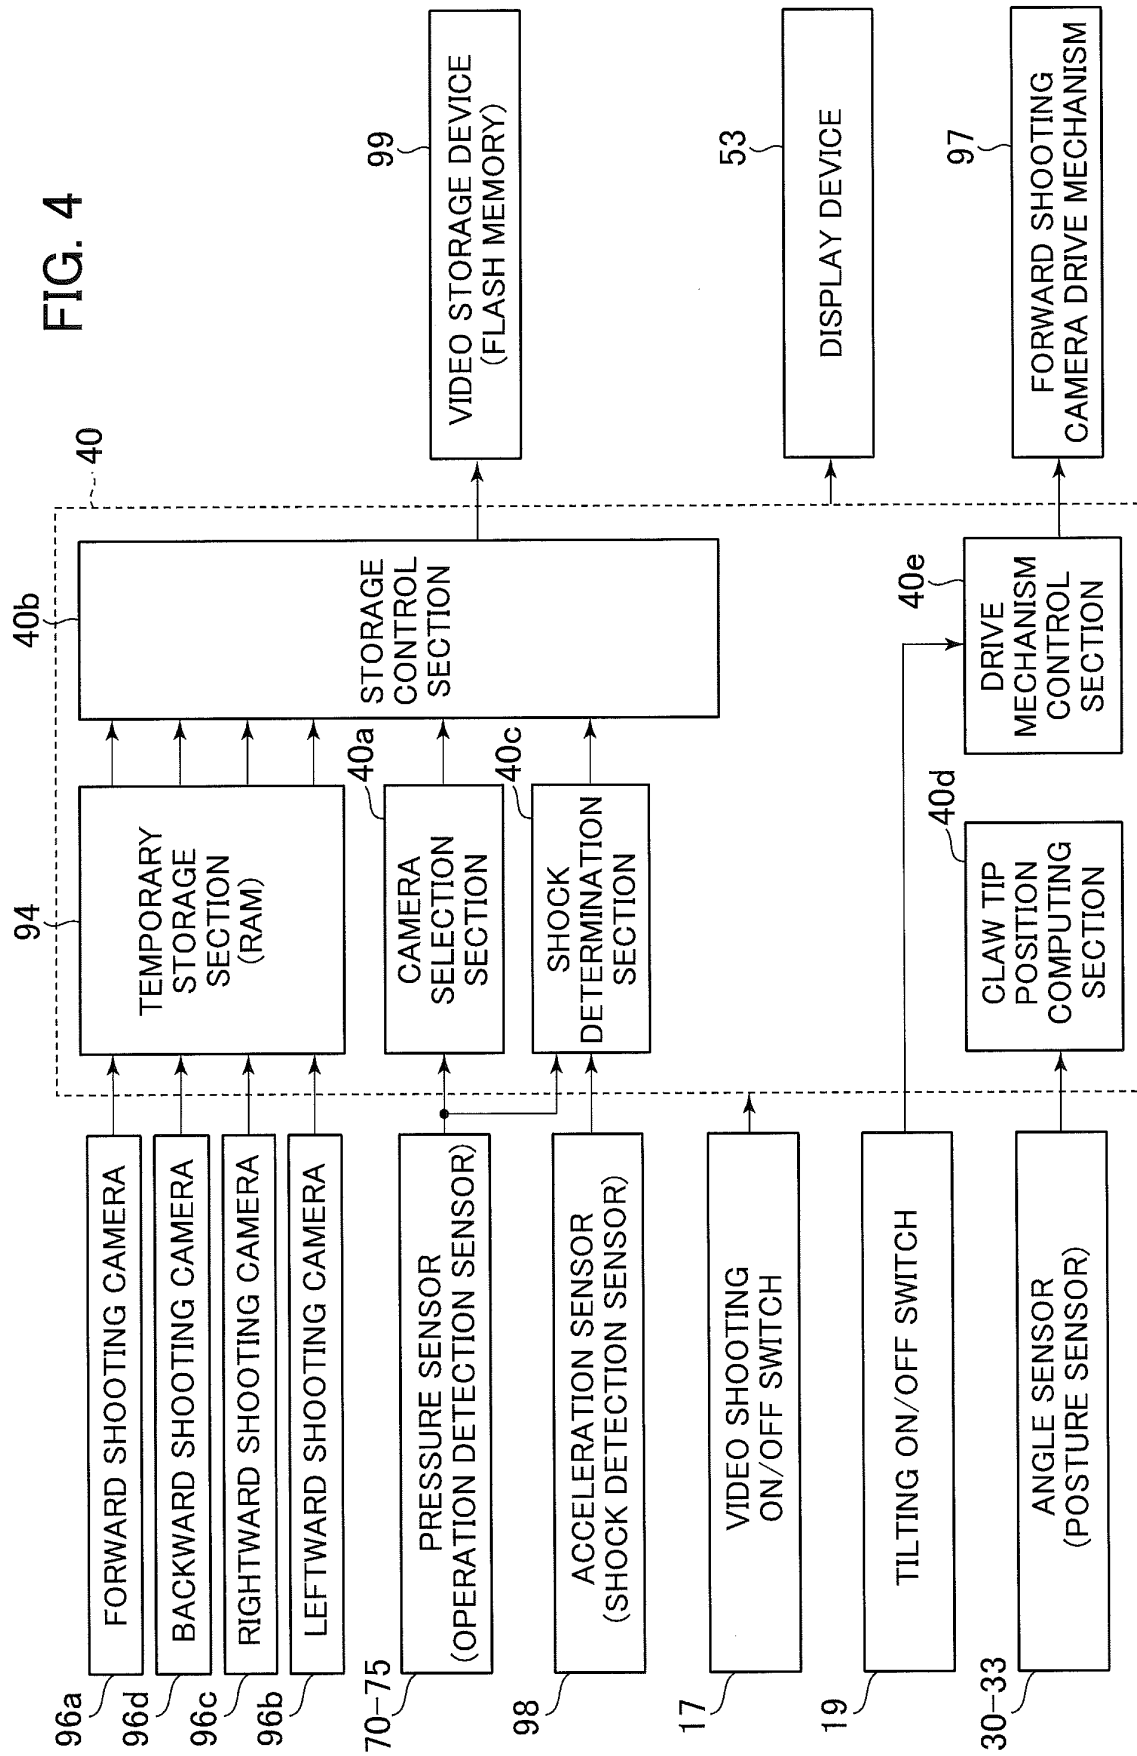 FIG. 4
96a
FORWARD SHOOTING CAMERA
96d
BACKWARD SHOOTING CAMERA
96c
RIGHTWARD SHOOTING CAMERA
96b
LEFTWARD SHOOTING CAMERA
70-75
PRESSURE SENSOR
(OPERATION DETECTION SENSOR)
98
ACCELERATION SENSOR
(SHOCK DETECTION SENSOR)
17
VIDEO SHOOTING
ON/OFF SWITCH
19
TILTING ON/OFF SWITCH
30-33
ANGLE SENSOR
(POSTURE SENSOR)
40
94
TEMPORARY
STORAGE
SECTION
(RAM)
40a
CAMERA
SELECTION
SECTION
40c
SHOCK
DETERMINATION
SECTION
40d
CLAW TIP
POSITION
COMPUTING
SECTION
40b
STORAGE
CONTROL
SECTION
40e
DRIVE
MECHANISM
CONTROL
SECTION
99
VIDEO STORAGE DEVICE
(FLASH MEMORY)
53
DISPLAY DEVICE
97
FORWARD SHOOTING
CAMERA DRIVE MECHANISM